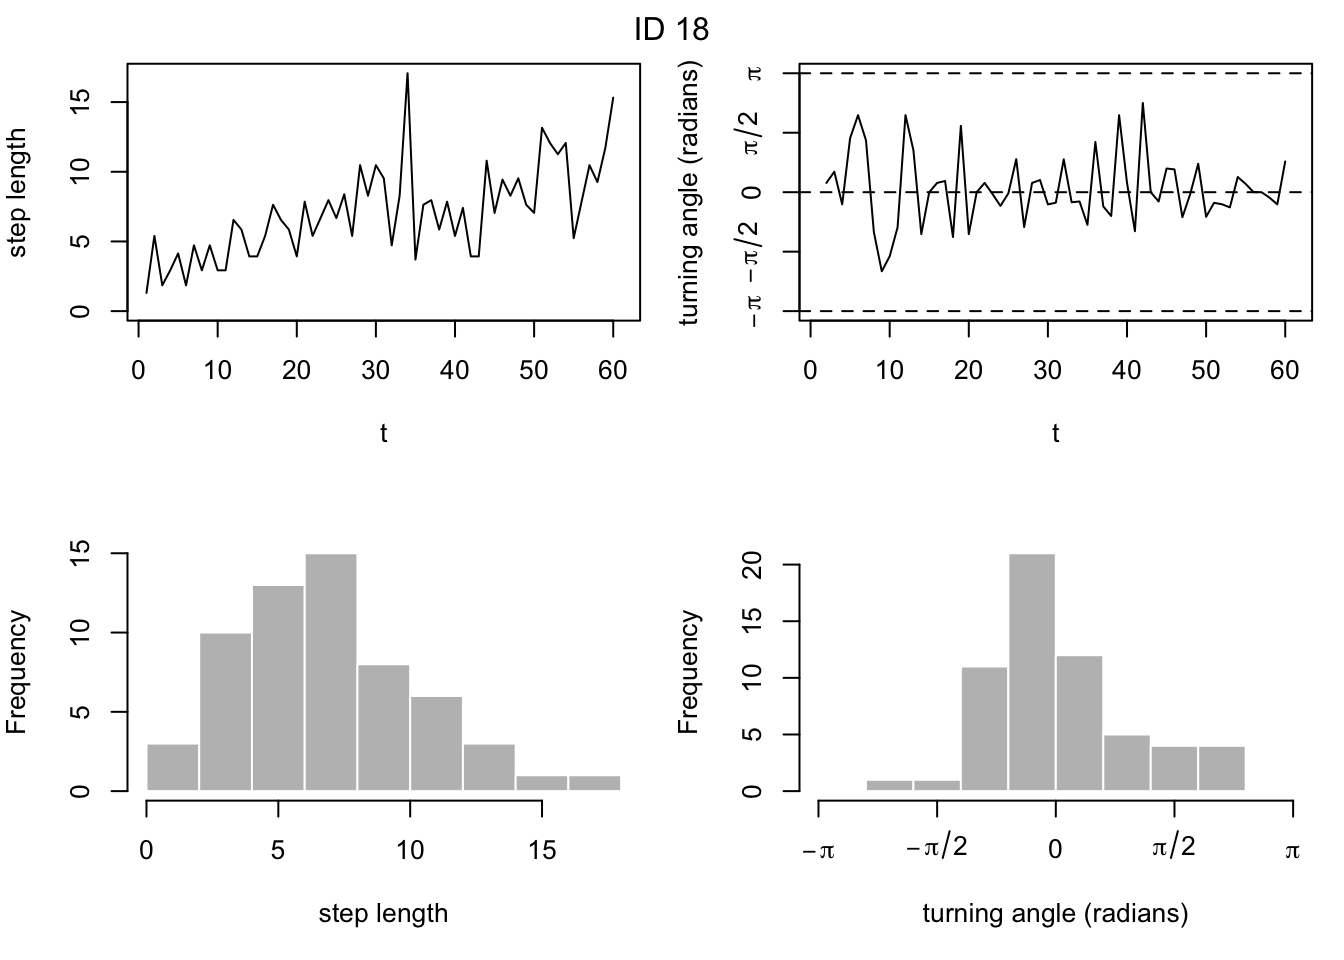 ID 18
step length
15
10
5
0
0 10 20 30 40 50 60
t
turning angle (radians)
π
π/2
0
−π/2
−π
0 10 20 30 40 50 60
t
Frequency
15
10
5
0
0 5 10 15
step length
Frequency
20
15
10
5
0
−π −π/2 0 π/2 π
turning angle (radians)